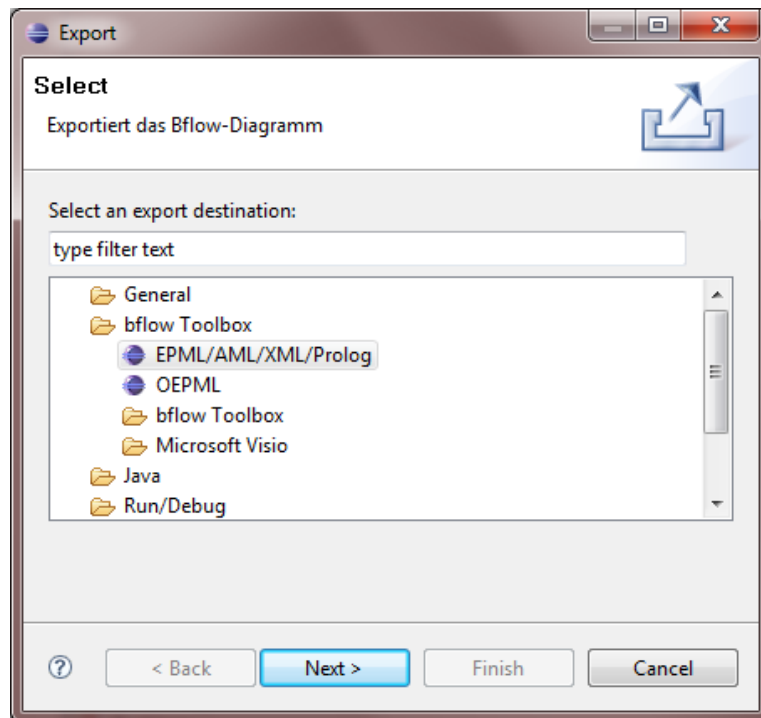 Export
Select
Exportiert das Bflow-Diagramm
Select an export destination:
type filter text
General
bflow Toolbox
EPML/AML/XML/Prolog
OEPML
bflow Toolbox
Microsoft Visio
Java
Run/Debug
? < Back Next > Finish Cancel